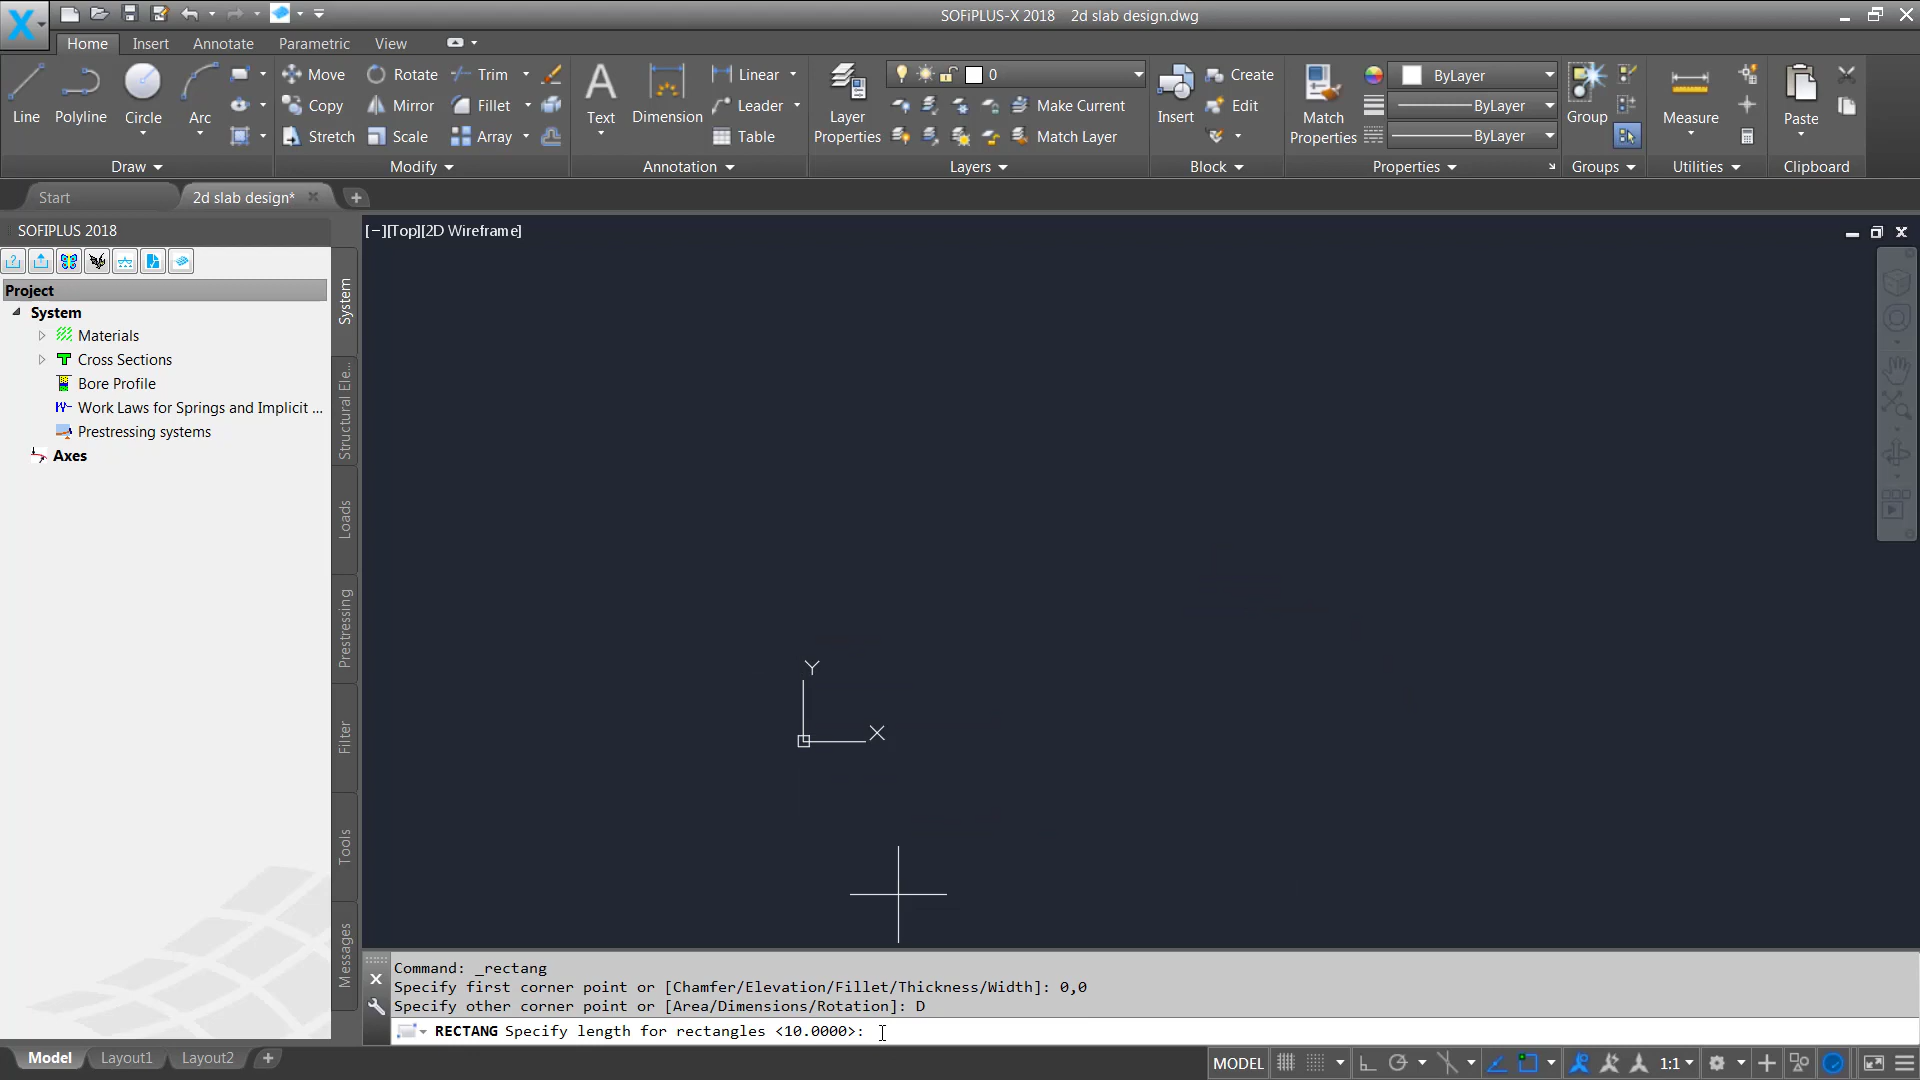 SOFiPLUS-X 2018 2d slab design.dwg
Home Insert Annotate Parametric View
Line Polyline Circle Arc
Move Rotate Trim
Copy Mirror Fillet
Stretch Scale Array
Text Dimension
Linear
Leader
Table
Layer Properties
0
Make Current
Match Layer
Insert
Create
Edit
Match Properties
ByLayer
ByLayer
ByLayer
Group
Measure
Paste
Draw Modify Annotation Layers Block Properties Groups Utilities Clipboard
Start 2d slab design*
SOFIPLUS 2018
Project
System
Materials
Cross Sections
Bore Profile
Work Laws for Springs and Implicit ...
Prestressing systems
Axes
System
Structural Ele...
Loads
Prestressing
Filter
Tools
Messages
[−][Top][2D Wireframe]
Y
X
Command: _rectang
Specify first corner point or [Chamfer/Elevation/Fillet/Thickness/Width]: 0,0
Specify other corner point or [Area/Dimensions/Rotation]: D
RECTANG Specify length for rectangles <10.0000>:
Model Layout1 Layout2
MODEL 1:1